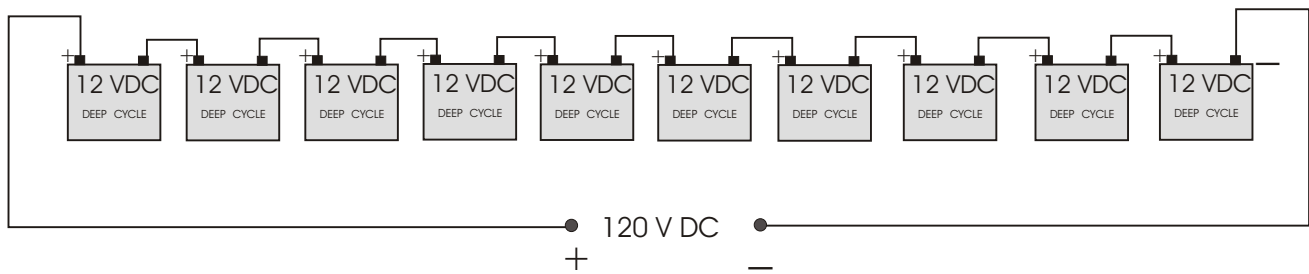 + + + + + + + + + + −
12 VDC 12 VDC 12 VDC 12 VDC 12 VDC 12 VDC 12 VDC 12 VDC 12 VDC 12 VDC
DEEP CYCLE DEEP CYCLE DEEP CYCLE DEEP CYCLE DEEP CYCLE DEEP CYCLE DEEP CYCLE DEEP CYCLE DEEP CYCLE DEEP CYCLE
120 V DC
+ −